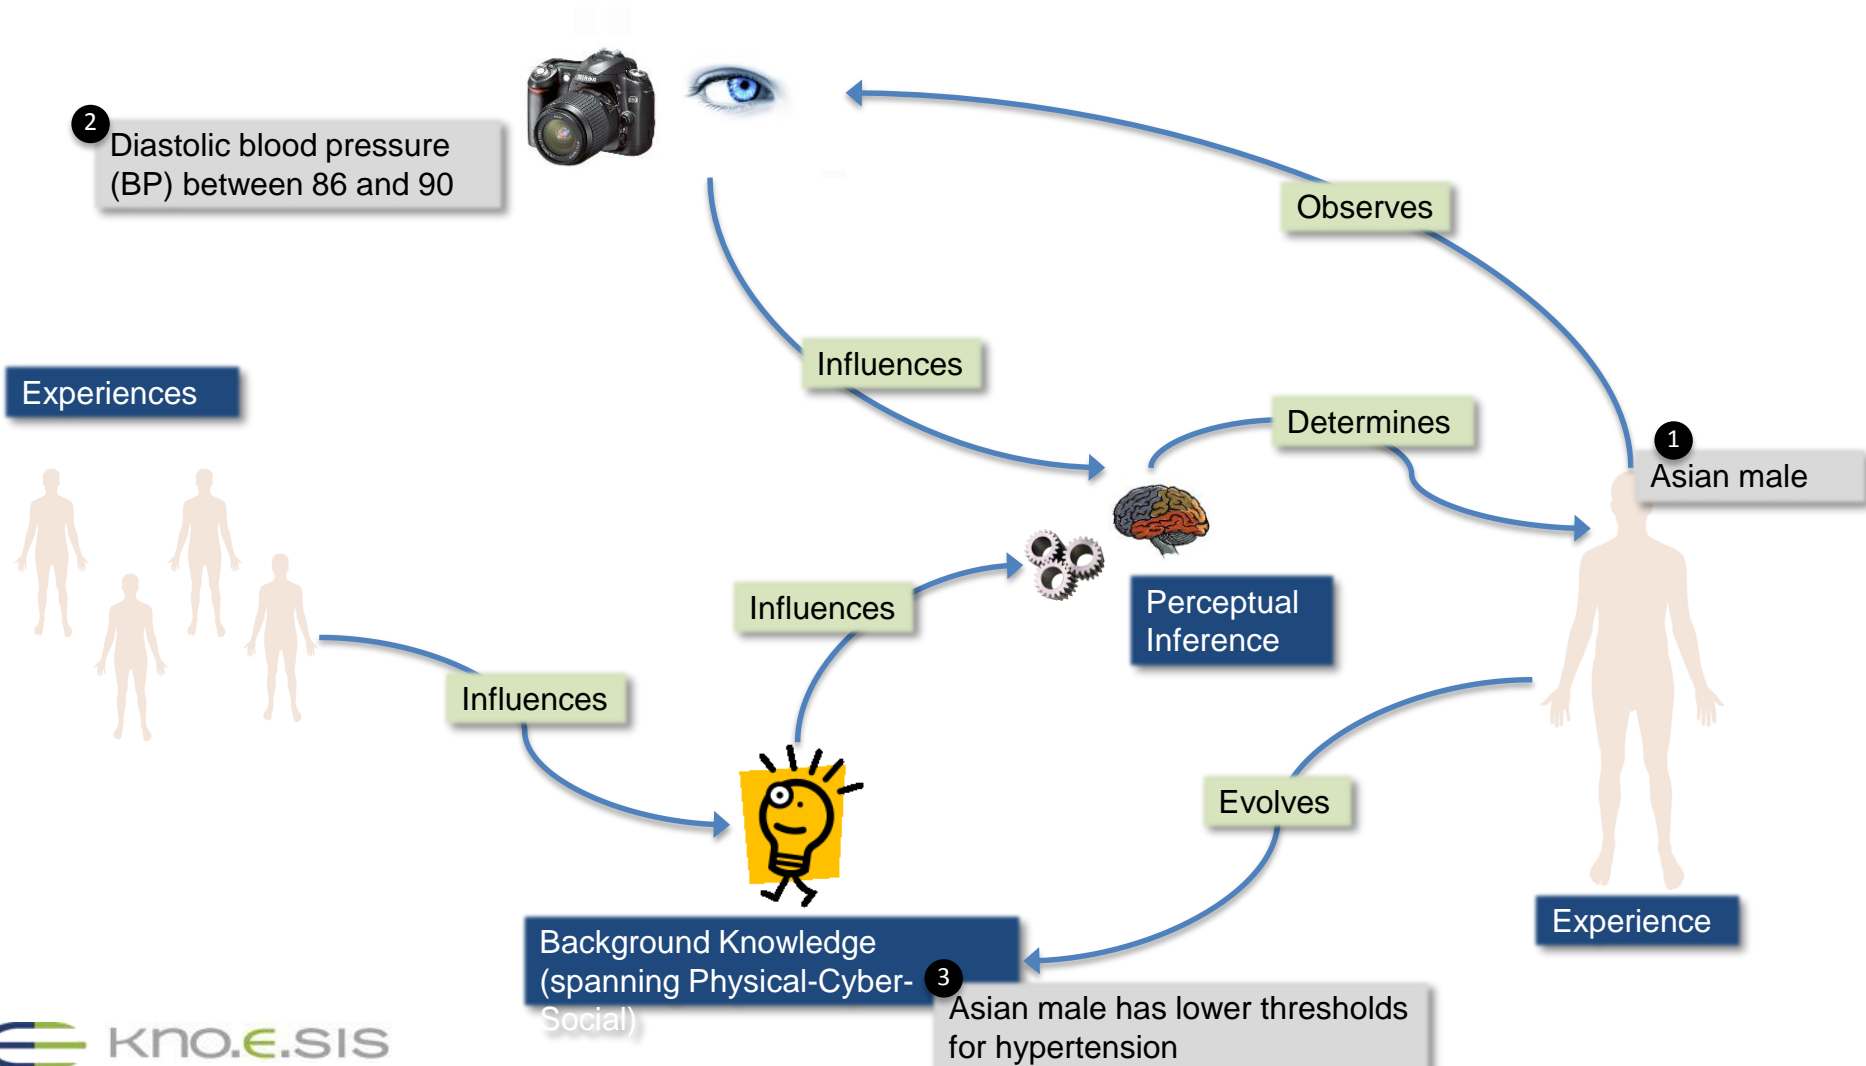 2
Diastolic blood pressure
(BP) between 86 and 90
Observes
Influences
Experiences
Determines
1
Asian male
Influences
Perceptual
Inference
Influences
Evolves
Experience
Background Knowledge
(spanning Physical-Cyber-
Social)
3
Asian male has lower thresholds
for hypertension
kno.e.sis
Nikon